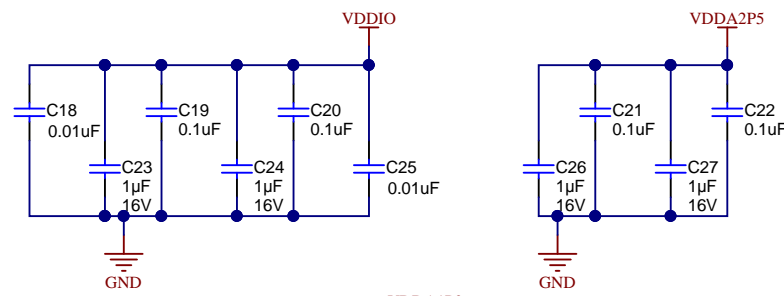 VDDIO
VDDA2P5
C18
0.01uF
C19
0.1uF
C20
0.1uF
C21
0.1uF
C22
0.1uF
C23
1µF
16V
C24
1µF
16V
C25
0.01uF
C26
1µF
16V
C27
1µF
16V
GND
GND